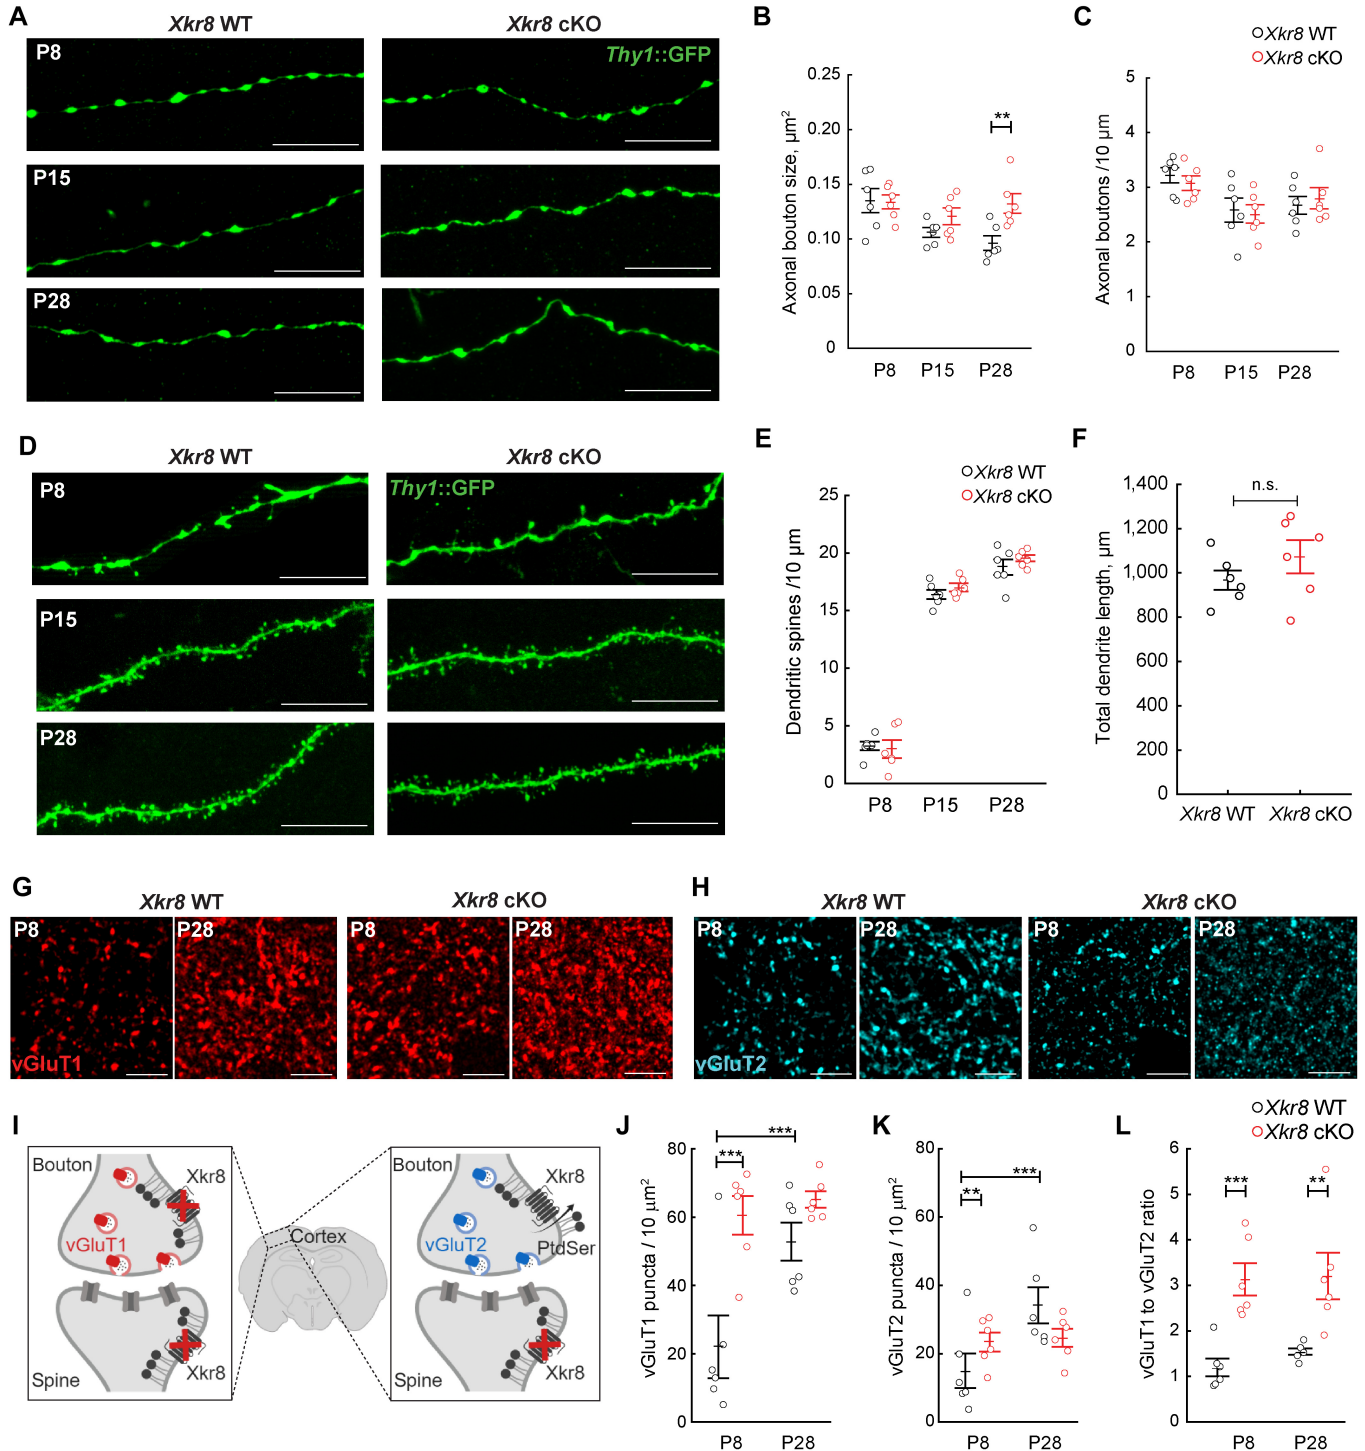 A
Xkr8 WT
Xkr8 cKO
P8
Thy1::GFP
P15
P28
B
Axonal bouton size, µm²
0.25
0.20
0.15
0.10
0.05
0
**
P8
P15
P28
C
Xkr8 WT
Xkr8 cKO
Axonal boutons /10 µm
5
4
3
2
1
0
P8
P15
P28
D
Xkr8 WT
Xkr8 cKO
P8
Thy1::GFP
P15
P28
E
Xkr8 WT
Xkr8 cKO
Dendritic spines /10 µm
25
20
15
10
5
0
P8
P15
P28
F
Total dendrite length, µm
1,400
1,200
1,000
800
600
400
200
0
n.s.
Xkr8 WT
Xkr8 cKO
G
Xkr8 WT
Xkr8 cKO
P8
P28
P8
P28
vGluT1
H
Xkr8 WT
Xkr8 cKO
P8
P28
P8
P28
vGluT2
I
Bouton
Xkr8
vGluT1
Spine
Xkr8
Cortex
Bouton
Xkr8
vGluT2
PtdSer
Spine
Xkr8
J
vGluT1 puncta / 10 µm²
80
60
40
20
0
***
***
P8
P28
K
vGluT2 puncta / 10 µm²
80
60
40
20
0
***
**
P8
P28
L
Xkr8 WT
Xkr8 cKO
vGluT1 to vGluT2 ratio
6
5
4
3
2
1
0
***
**
P8
P28